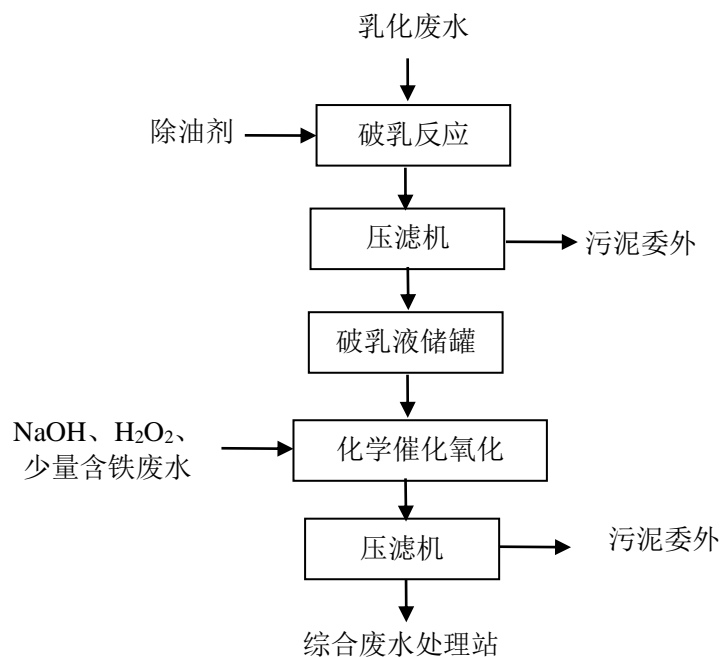 乳化废水
除油剂
破乳反应
压滤机
污泥委外
破乳液储罐
NaOH、H₂O₂、
少量含铁废水
化学催化氧化
压滤机
污泥委外
综合废水处理站